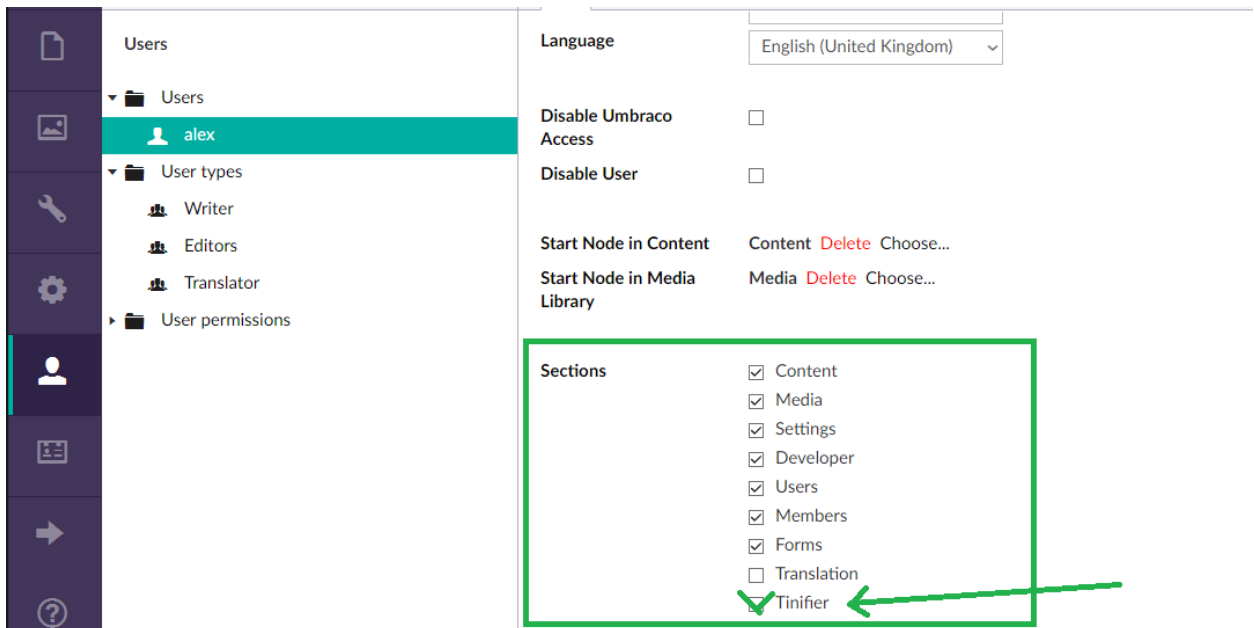 Users
Users
alex
User types
Writer
Editors
Translator
User permissions
Language
English (United Kingdom)
Disable Umbraco
Access
Disable User
Start Node in Content Content Delete Choose...
Start Node in Media
Library
Media Delete Choose...
Sections
Content
Media
Settings
Developer
Users
Members
Forms
Translation
Tinifier